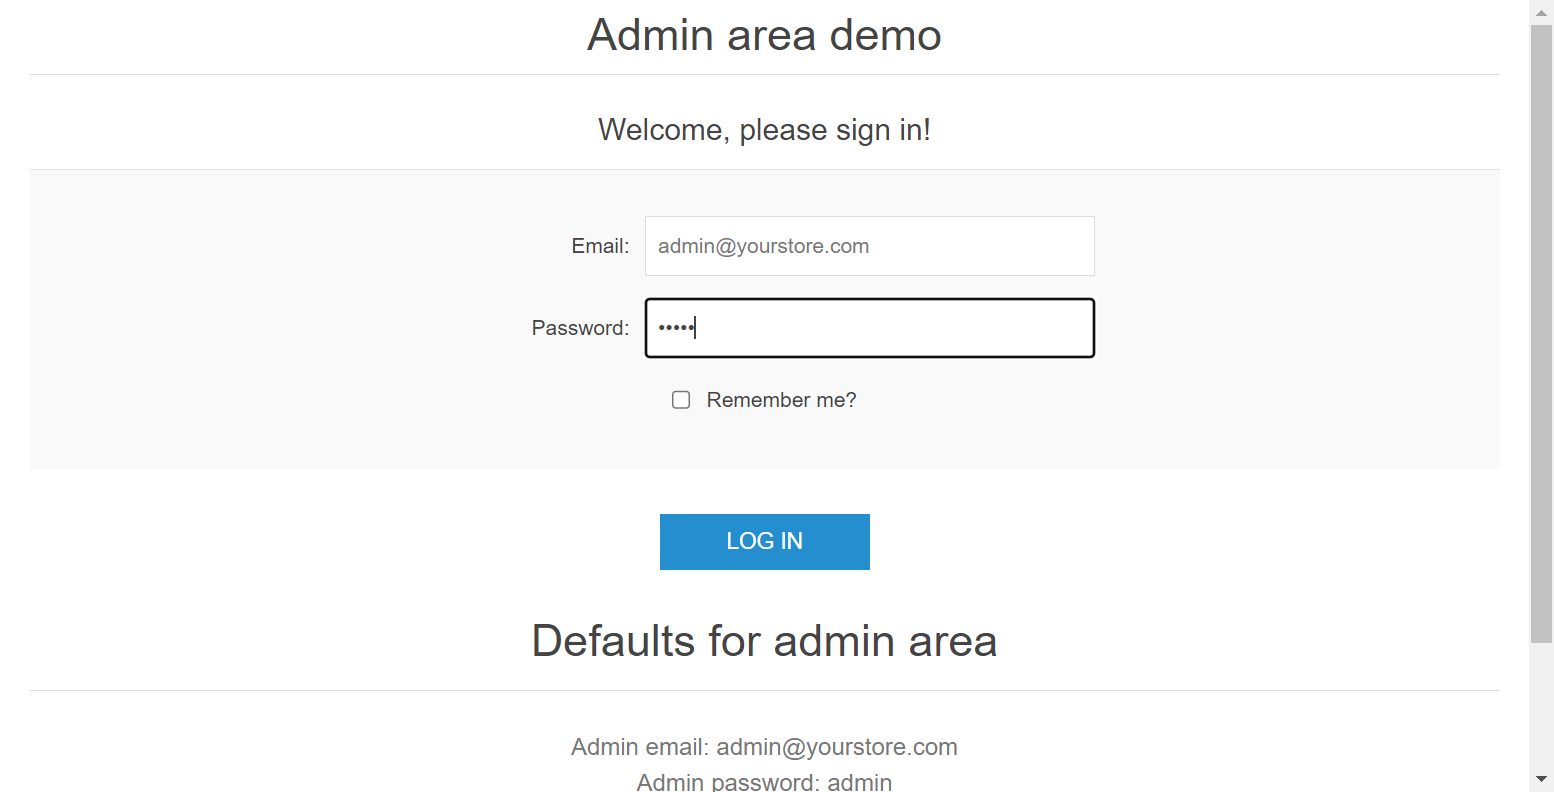 Admin area demo
Welcome, please sign in!
Email: admin@yourstore.com
Password: •••••
Remember me?
LOG IN
Defaults for admin area
Admin email: admin@yourstore.com
Admin password: admin